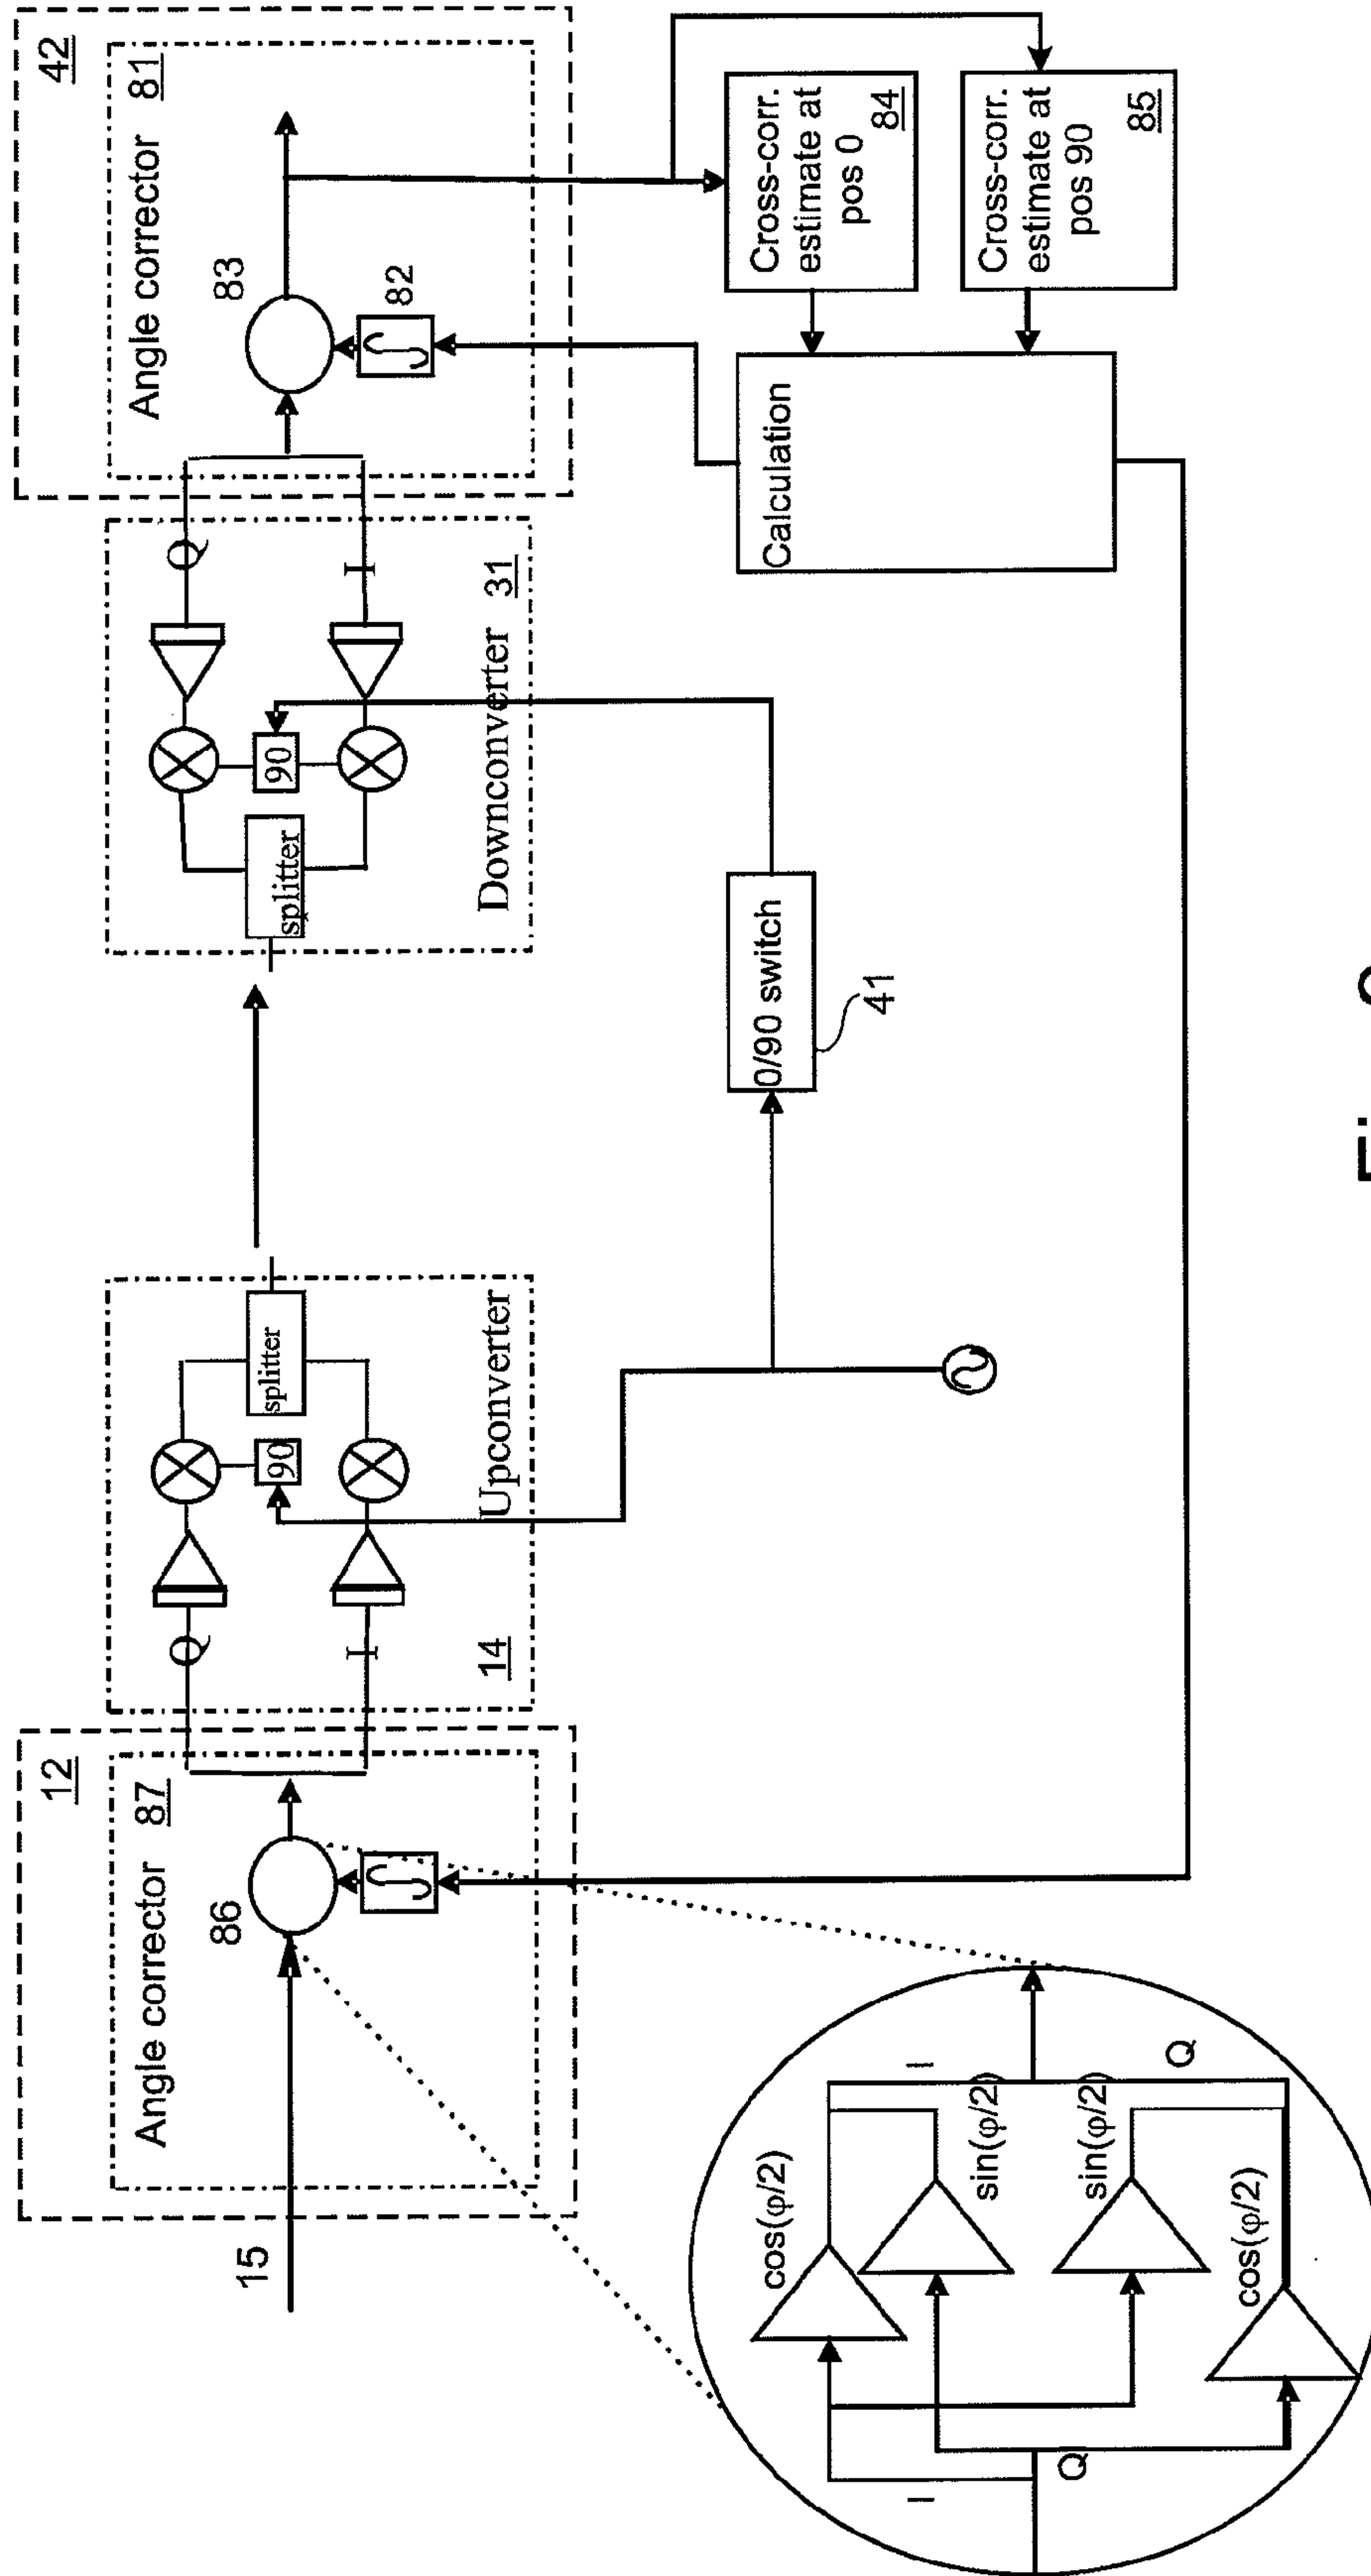 12
Angle corrector 87
86
15
Q
I
90
splitter
Upconverter
14
splitter
90
Q
I
Downconverter 31
42
Angle corrector 81
83
82
Cross-corr.
estimate at
pos 0
84
Cross-corr.
estimate at
pos 90
85
Calculation
0/90 switch
41
I
Q
cos(φ/2)
sin(φ/2)
sin(φ/2)
cos(φ/2)
I
Q